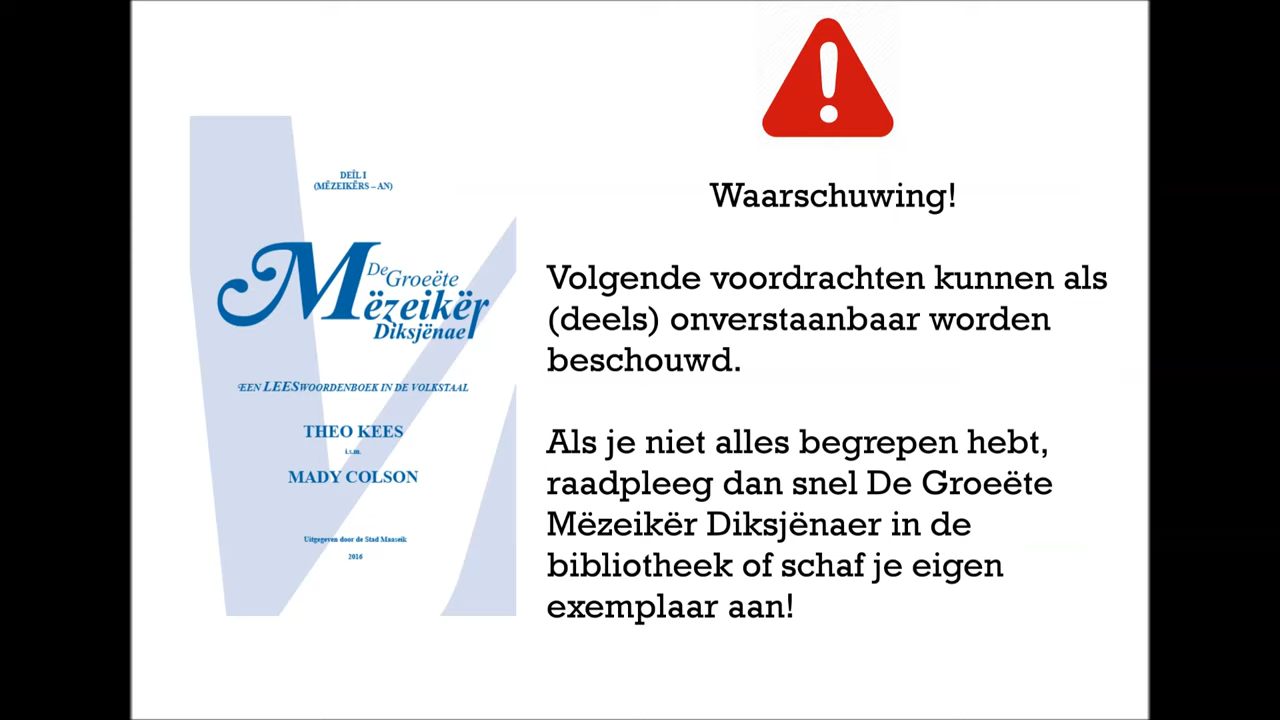 DEÏL I
(MÊZEIKÊRS – AN)
De Groeëte
Mëzeikër
Diksjënaer
EEN LEESWOORDENBOEK IN DE VOLKSTAAL
THEO KEES
i.s.m.
MADY COLSON
Uitgegeven door de Stad Maaseik
2016
Waarschuwing!
Volgende voordrachten kunnen als
(deels) onverstaanbaar worden
beschouwd.
Als je niet alles begrepen hebt,
raadpleeg dan snel De Groeëte
Mëzeikër Diksjënaer in de
bibliotheek of schaf je eigen
exemplaar aan!